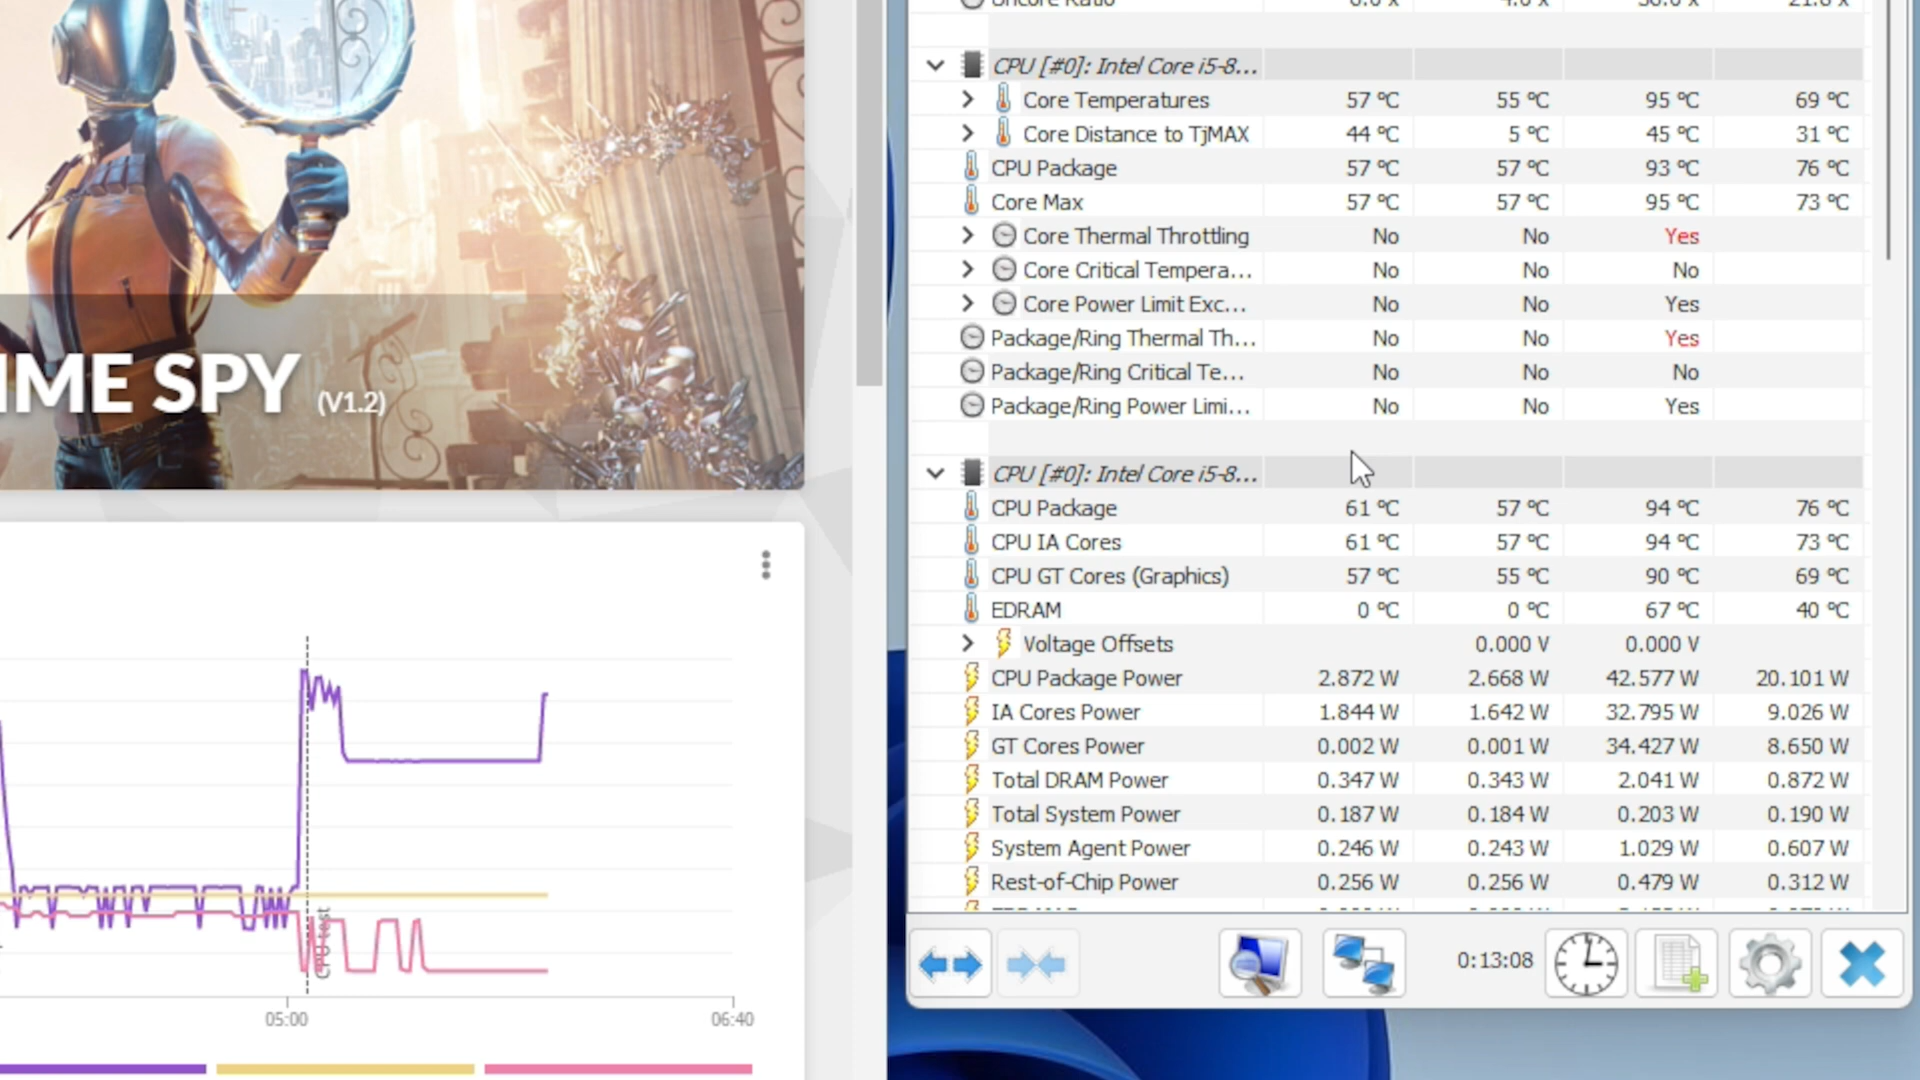 Uncore Ratio 21.8 x
CPU [#0]: Intel Core i5-8...
Core Temperatures 57 °C 55 °C 95 °C 69 °C
Core Distance to TjMAX 44 °C 5 °C 45 °C 31 °C
CPU Package 57 °C 57 °C 93 °C 76 °C
Core Max 57 °C 57 °C 95 °C 73 °C
Core Thermal Throttling No No Yes
Core Critical Tempera... No No No
Core Power Limit Exc... No No Yes
Package/Ring Thermal Th... No No Yes
Package/Ring Critical Te... No No No
Package/Ring Power Limi... No No Yes
CPU [#0]: Intel Core i5-8...
CPU Package 61 °C 57 °C 94 °C 76 °C
CPU IA Cores 61 °C 57 °C 94 °C 73 °C
CPU GT Cores (Graphics) 57 °C 55 °C 90 °C 69 °C
EDRAM 0 °C 0 °C 67 °C 40 °C
Voltage Offsets 0.000 V 0.000 V
CPU Package Power 2.872 W 2.668 W 42.577 W 20.101 W
IA Cores Power 1.844 W 1.642 W 32.795 W 9.026 W
GT Cores Power 0.002 W 0.001 W 34.427 W 8.650 W
Total DRAM Power 0.347 W 0.343 W 2.041 W 0.872 W
Total System Power 0.187 W 0.184 W 0.203 W 0.190 W
System Agent Power 0.246 W 0.243 W 1.029 W 0.607 W
Rest-of-Chip Power 0.256 W 0.256 W 0.479 W 0.312 W
0:13:08
IME SPY (V1.2)
CPU test
05:00 06:40